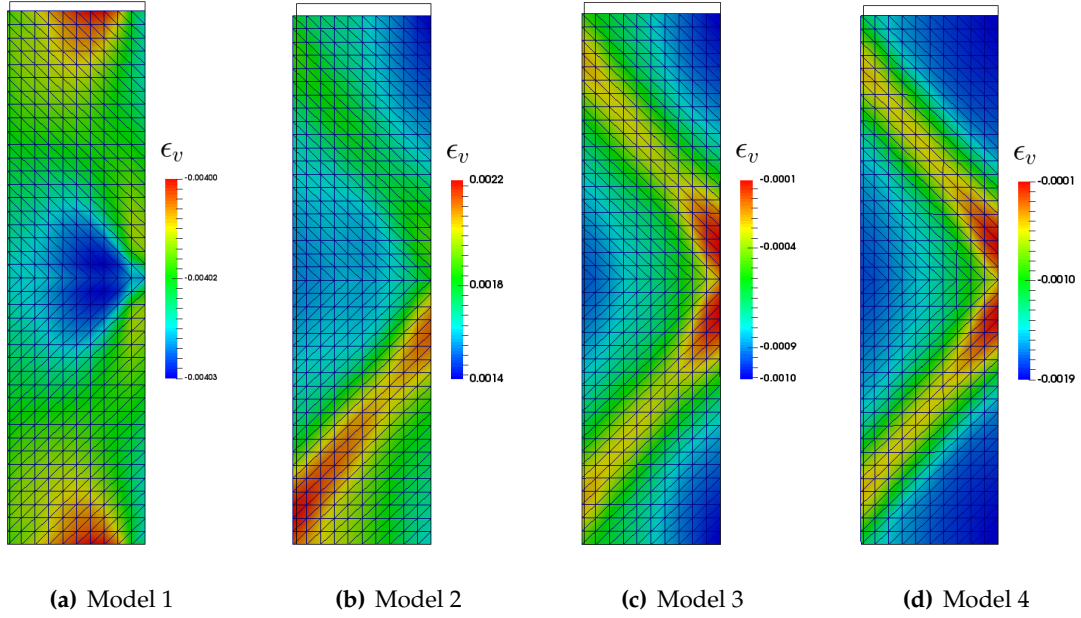 ϵᵥ
-0.00400
-0.00402
-0.00403
ϵᵥ
0.0022
0.0018
0.0014
ϵᵥ
-0.0001
-0.0004
-0.0009
-0.0010
ϵᵥ
-0.0001
-0.0010
-0.0019
(a) Model 1
(b) Model 2
(c) Model 3
(d) Model 4